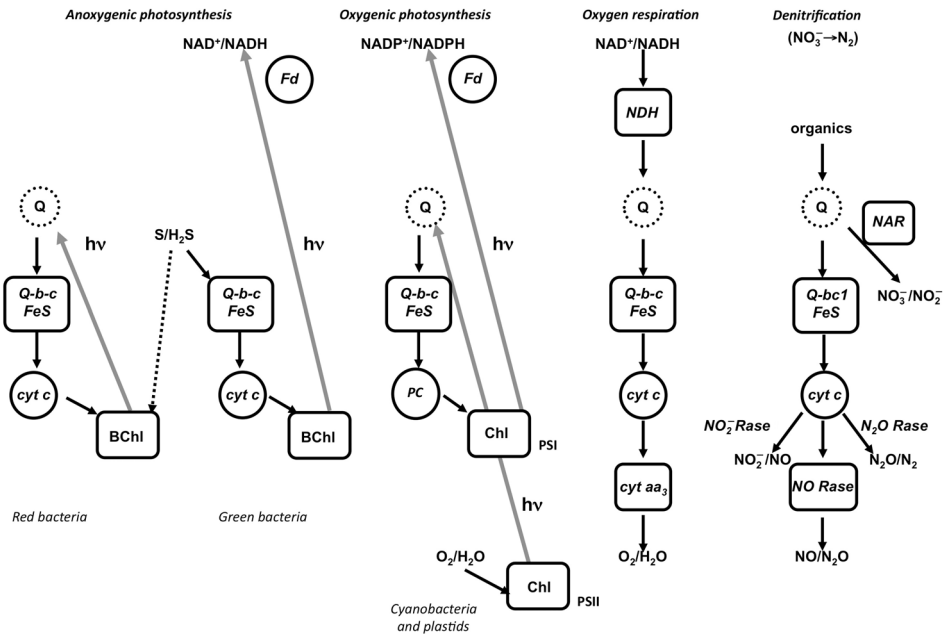 Anoxygenic photosynthesis
NAD⁺/NADH
Fd
Q
hν
S/H₂S
hν
Q-b-c
FeS
Q-b-c
FeS
cyt c
cyt c
BChl
BChl
Red bacteria
Green bacteria
Oxygenic photosynthesis
NADP⁺/NADPH
Fd
Q
hν
Q-b-c
FeS
PC
Chl
PSI
hν
O₂/H₂O
Chl
PSII
Cyanobacteria
and plastids
Oxygen respiration
NAD⁺/NADH
NDH
Q
Q-b-c
FeS
cyt c
cyt aa₃
O₂/H₂O
Denitrification
(NO₃⁻→N₂)
organics
Q
NAR
NO₃⁻/NO₂⁻
Q-bc1
FeS
cyt c
NO₂⁻Rase
N₂O Rase
NO₂⁻/NO
N₂O/N₂
NO Rase
NO/N₂O